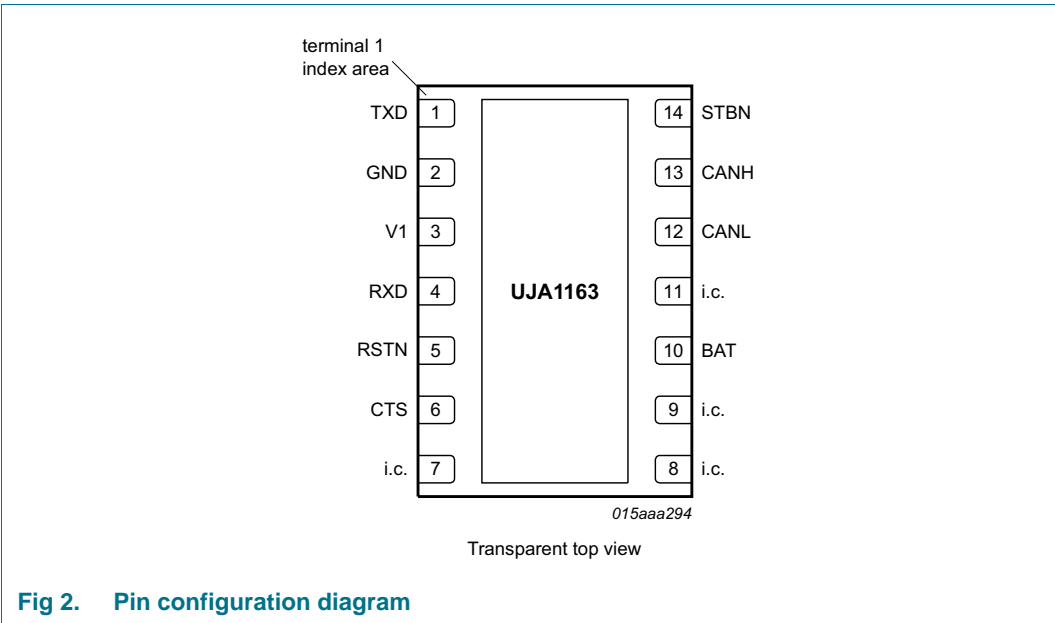 terminal 1
index area
TXD 1
GND 2
V1 3
RXD 4
RSTN 5
CTS 6
i.c. 7
UJA1163
14 STBN
13 CANH
12 CANL
11 i.c.
10 BAT
9 i.c.
8 i.c.
015aaa294
Transparent top view
Fig 2. Pin configuration diagram